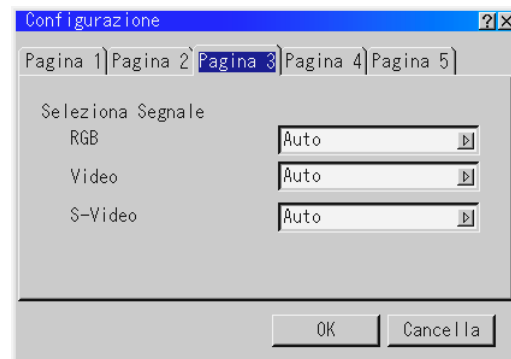 Configurazione
Pagina 1 Pagina 2 Pagina 3 Pagina 4 Pagina 5
Seleziona Segnale
RGB Auto
Video Auto
S-Video Auto
OK Cancella